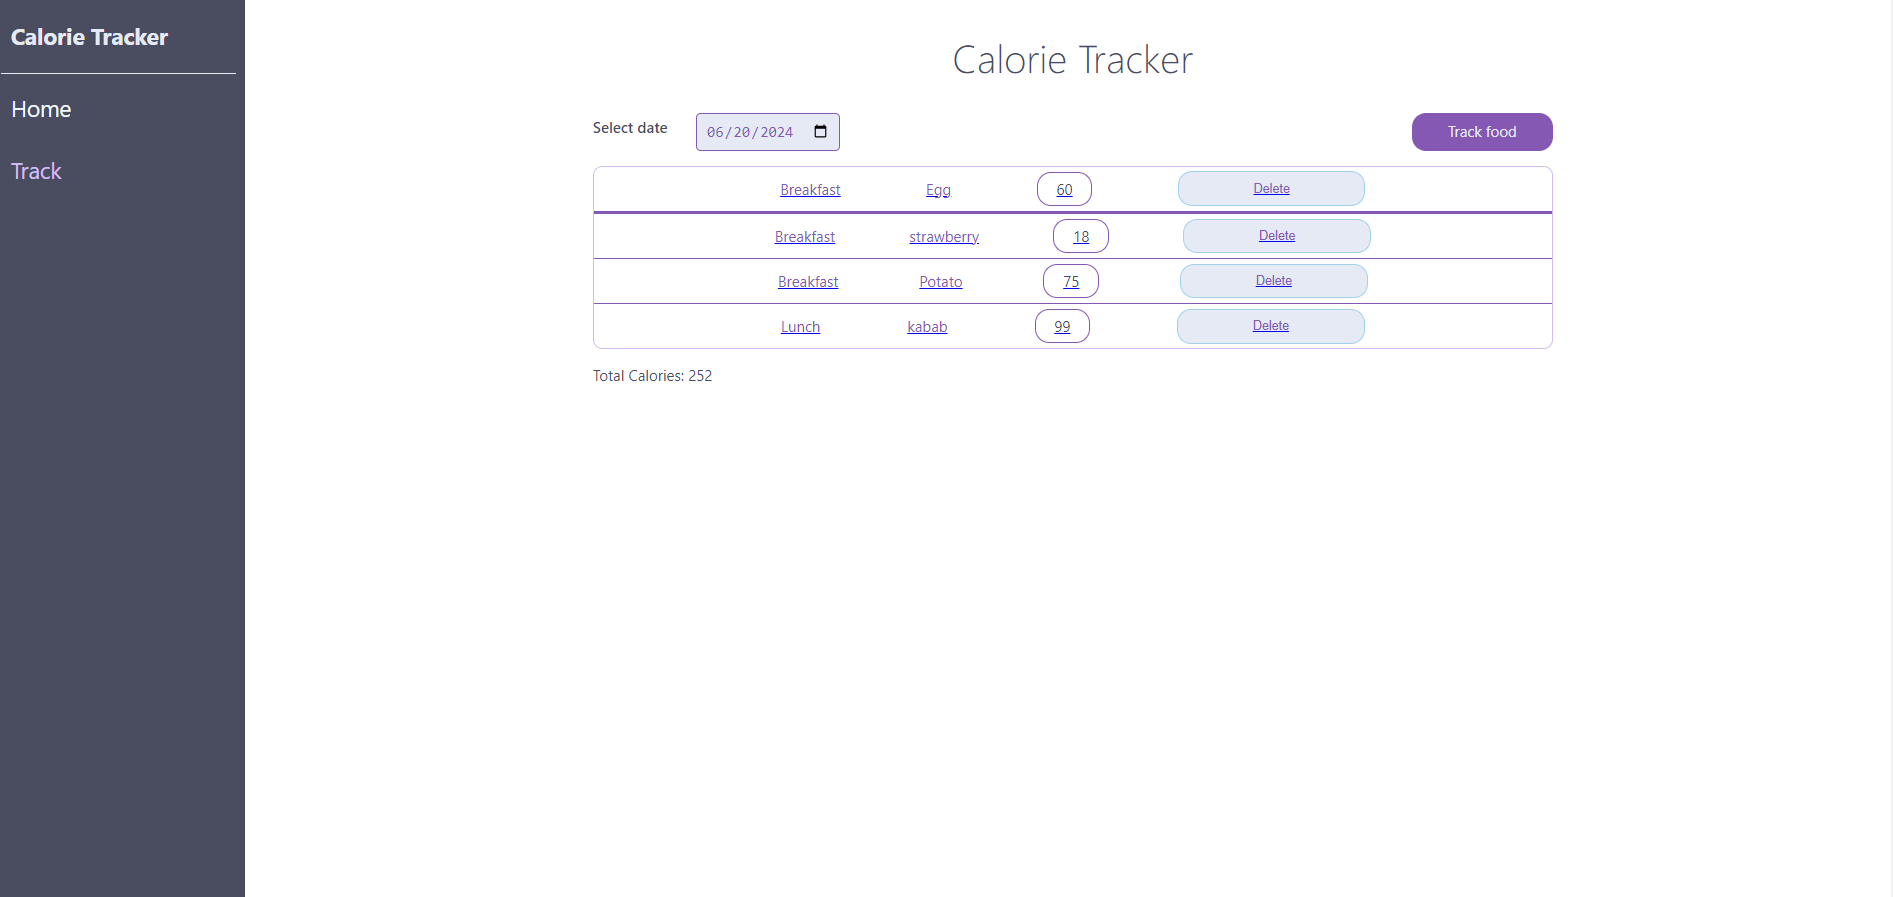 Calorie Tracker
Home
Track
Calorie Tracker
Select date 06/20/2024 Track food
Breakfast Egg 60 Delete
Breakfast strawberry 18 Delete
Breakfast Potato 75 Delete
Lunch kabab 99 Delete
Total Calories: 252